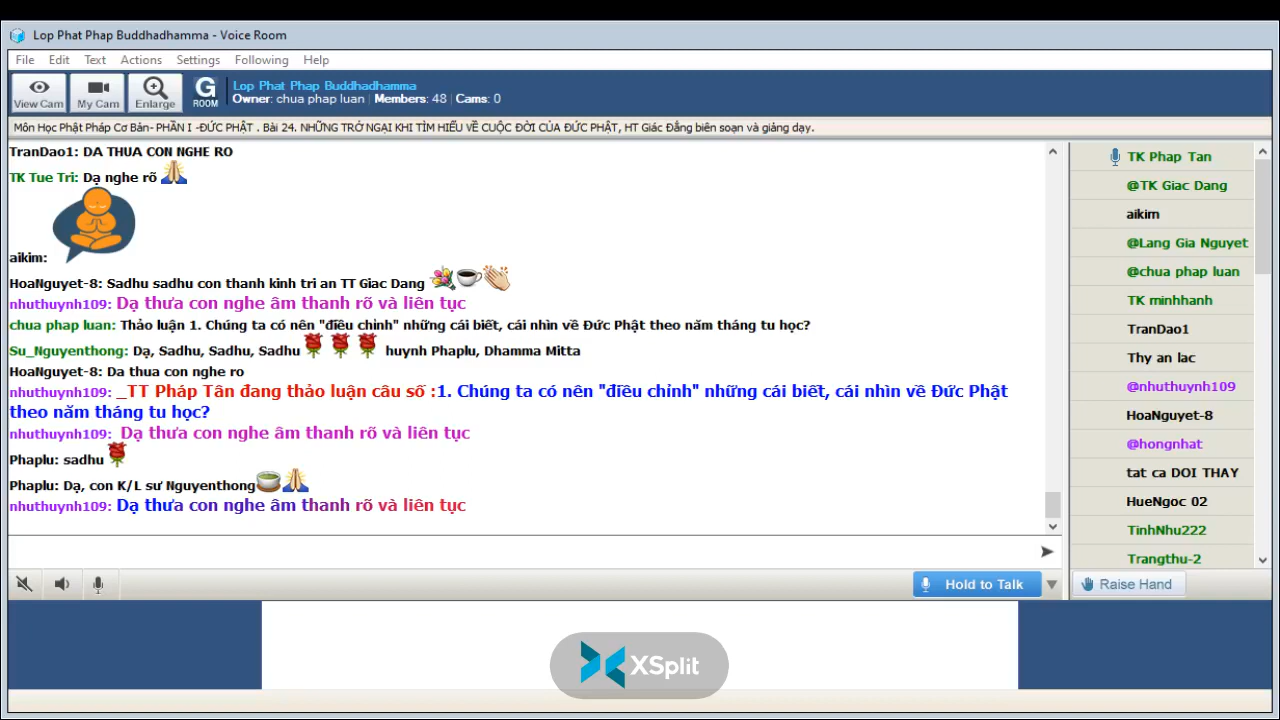 Lop Phat Phap Buddhadhamma - Voice Room
File Edit Text Actions Settings Following Help
View Cam My Cam Enlarge G ROOM
Lop Phat Phap Buddhadhamma
Owner: chua phap luan | Members: 48 | Cams: 0
Môn Học Phật Pháp Cơ Bản- PHẦN I -ĐỨC PHẬT . Bài 24. NHỮNG TRỞ NGẠI KHI TÌM HIỂU VỀ CUỘC ĐỜI CỦA ĐỨC PHẬT, HT Giác Đẳng biên soạn và giảng dạy.
TranDao1: DA THUA CON NGHE RO
TK Tue Tri: Dạ nghe rõ
aikim:
HoaNguyet-8: Sadhu sadhu con thanh kinh tri an TT Giac Dang
nhuthuynh109: Dạ thưa con nghe âm thanh rõ và liên tục
chua phap luan: Thảo luận 1. Chúng ta có nên "điều chỉnh" những cái biết, cái nhìn về Đức Phật theo năm tháng tu học?
Su_Nguyenthong: Dạ, Sadhu, Sadhu, Sadhu huynh Phaplu, Dhamma Mitta
HoaNguyet-8: Da thua con nghe ro
nhuthuynh109: _TT Pháp Tân đang thảo luận câu số :1. Chúng ta có nên "điều chỉnh" những cái biết, cái nhìn về Đức Phật
theo năm tháng tu học?
nhuthuynh109: Dạ thưa con nghe âm thanh rõ và liên tục
Phaplu: sadhu
Phaplu: Dạ, con K/L sư Nguyenthong
nhuthuynh109: Dạ thưa con nghe âm thanh rõ và liên tục
TK Phap Tan
@TK Giac Dang
aikim
@Lang Gia Nguyet
@chua phap luan
TK minhhanh
TranDao1
Thy an lac
@nhuthuynh109
HoaNguyet-8
@hongnhat
tat ca DOI THAY
HueNgoc 02
TinhNhu222
Trangthu-2
Hold to Talk
Raise Hand
XSplit